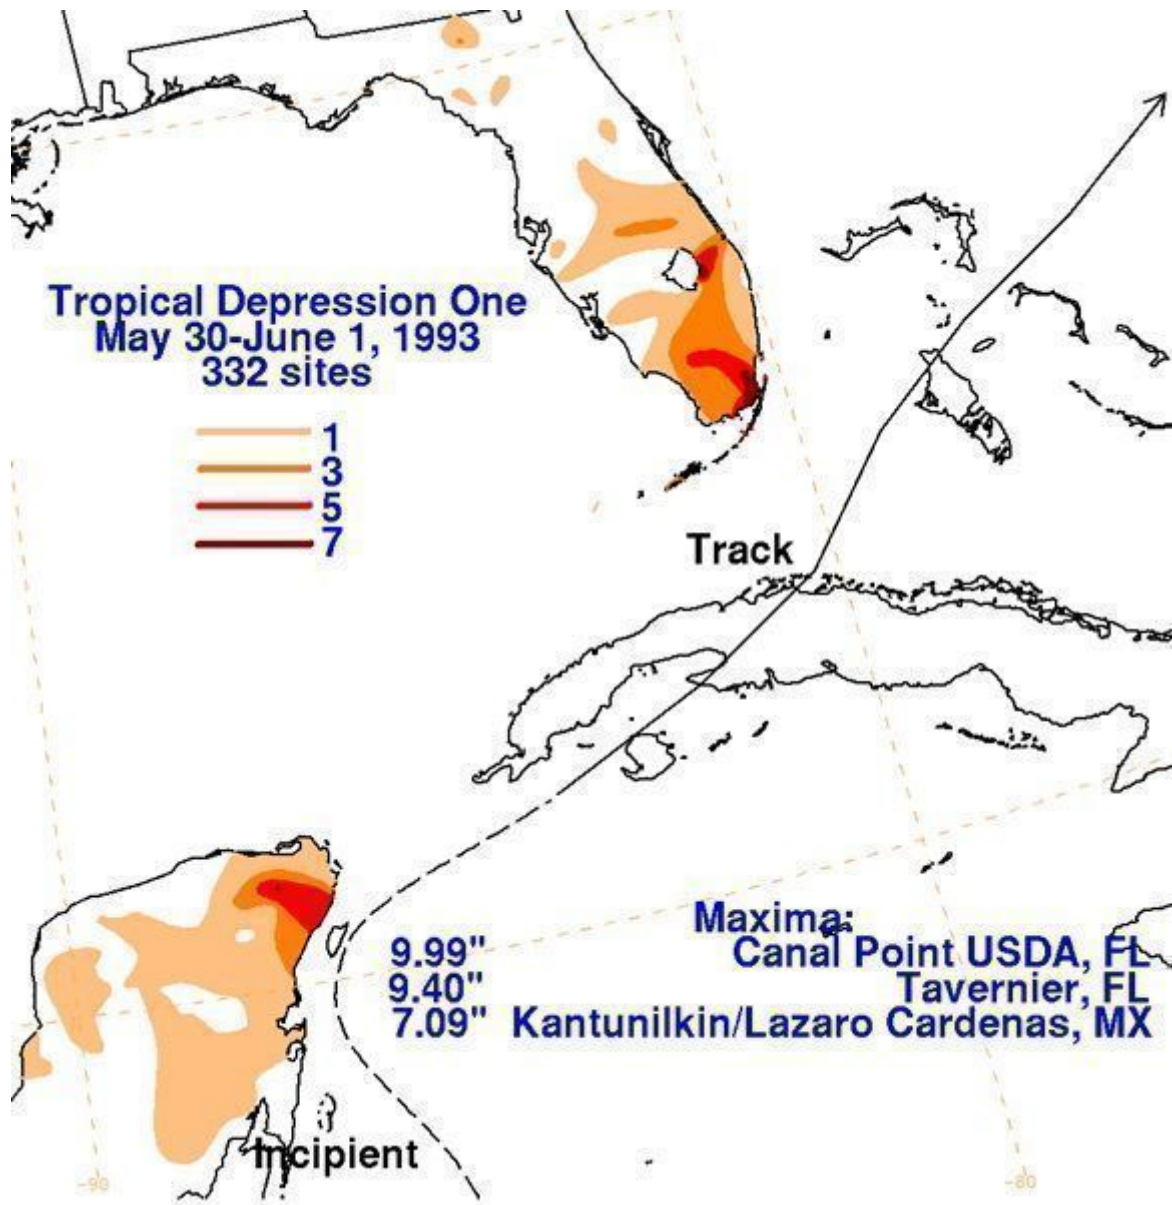 Tropical Depression One
May 30-June 1, 1993
332 sites
1
3
5
7
Track
Maxima:
9.99" Canal Point USDA, FL
9.40" Tavernier, FL
7.09" Kantunilkin/Lazaro Cardenas, MX
Incipient
-90
-80